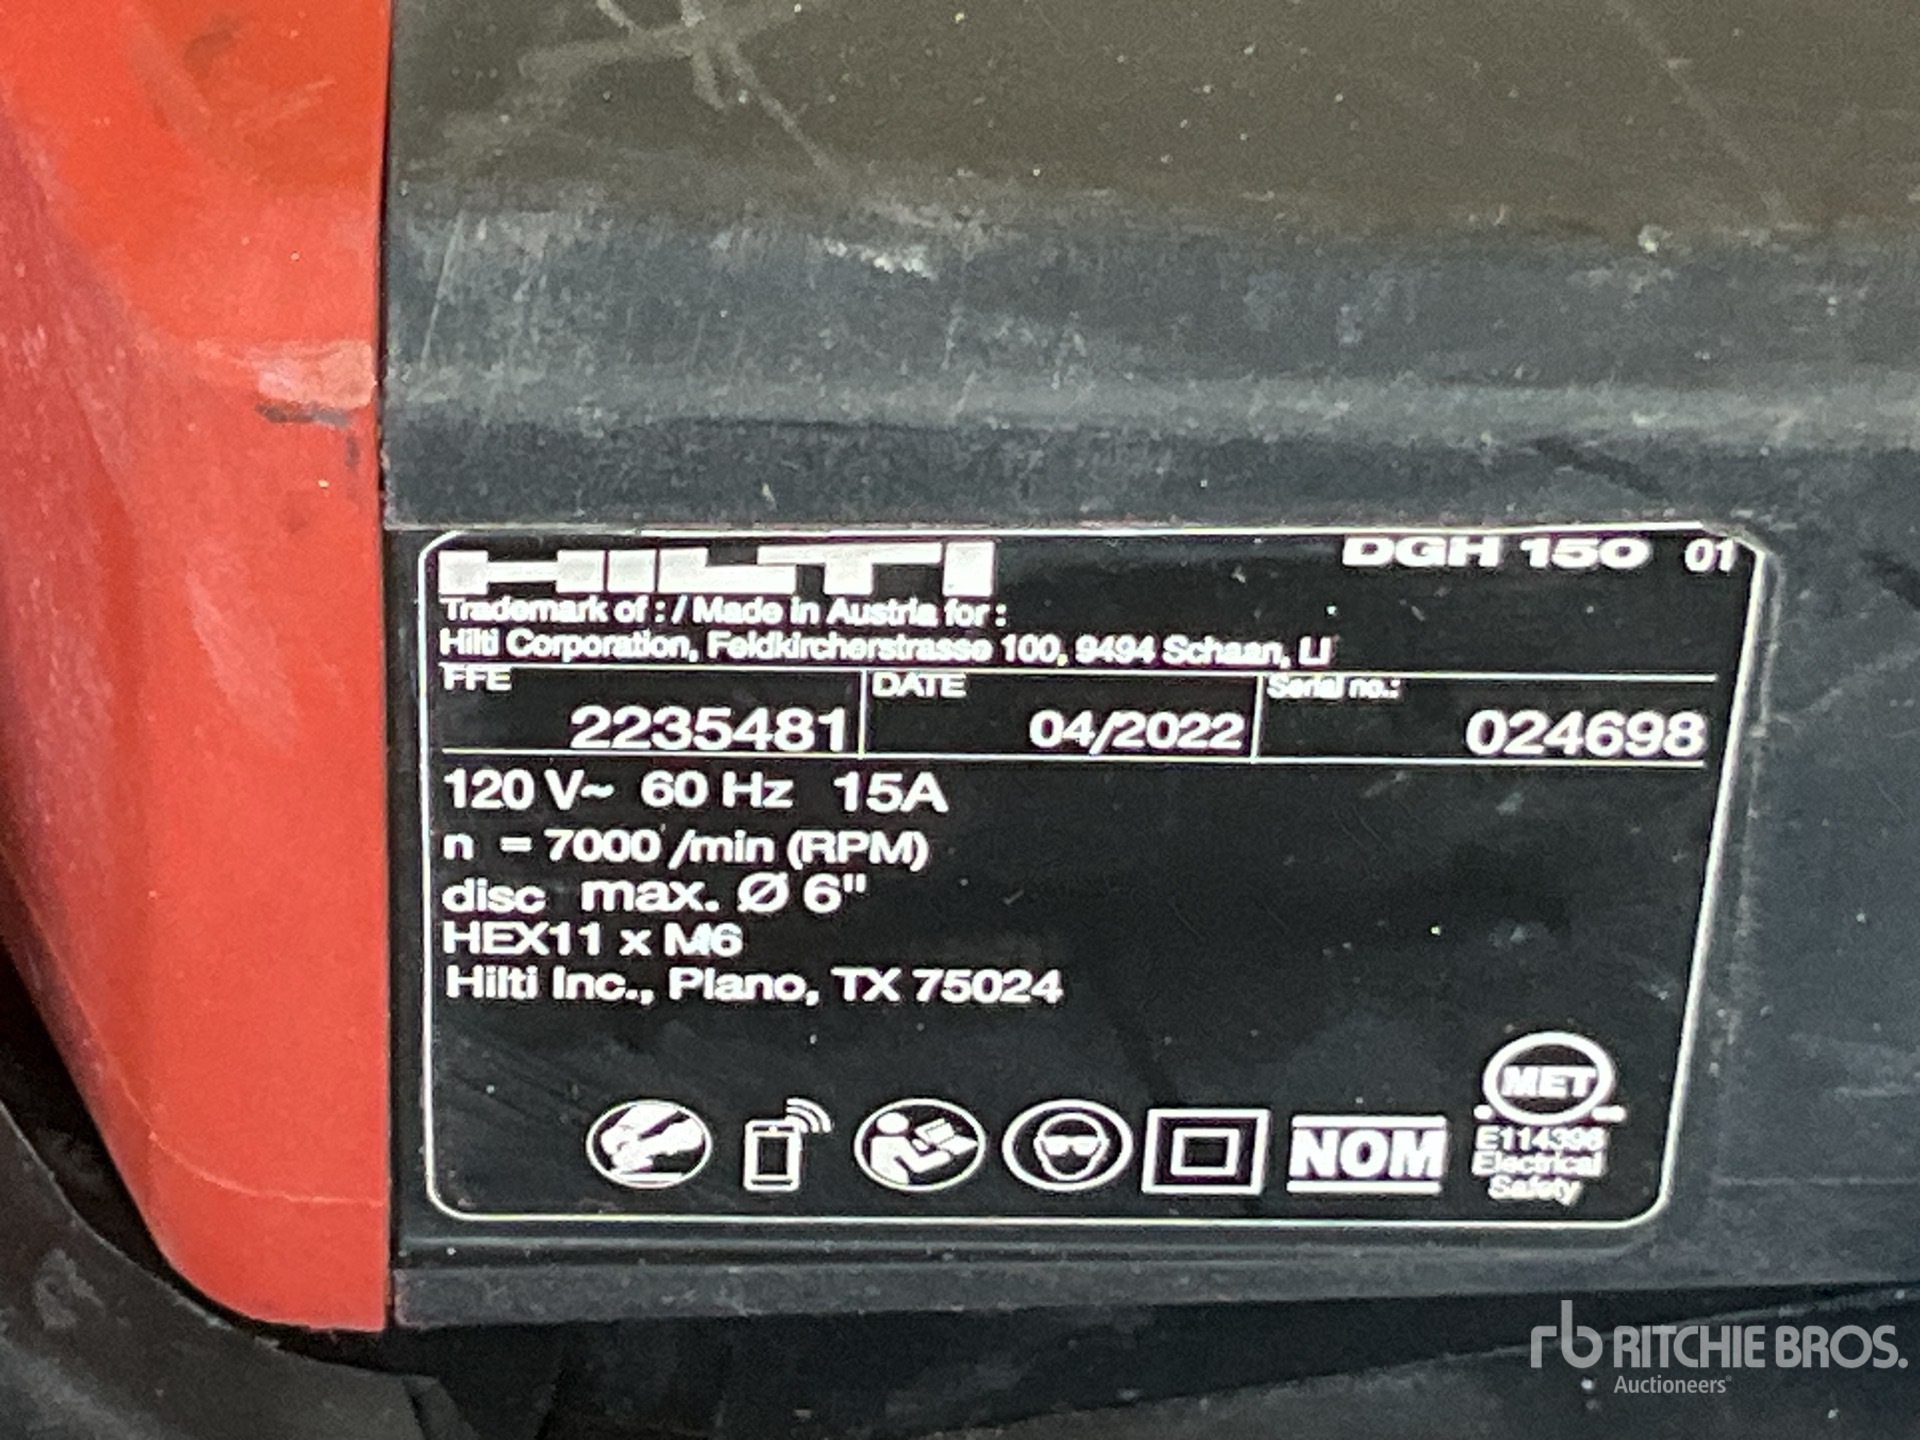 HILTI DGH 150 01
Trademark of : / Made in Austria for :
Hilti Corporation, Feldkircherstrasse 100, 9494 Schaan, LI
FFE DATE Serial no.:
2235481 04/2022 024698
120 V~ 60 Hz 15A
n = 7000 /min (RPM)
disc max. Ø 6"
HEX11 x M6
Hilti Inc., Plano, TX 75024
NOM
MET
E114396
Electrical
Safety
rb RITCHIE BROS.
Auctioneers